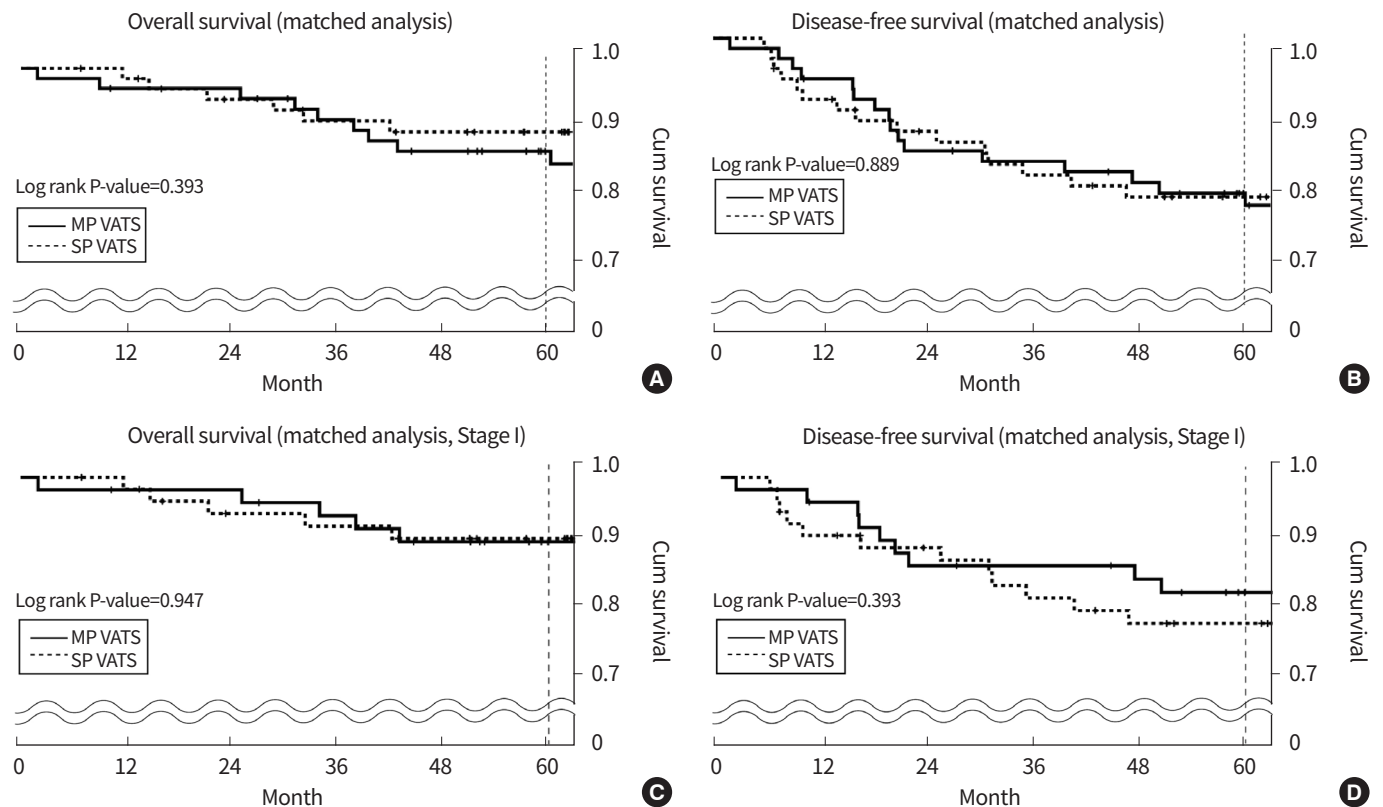 Overall survival (matched analysis)
1.0
0.9
0.8
0.7
0
Cum survival
Log rank P-value=0.393
MP VATS
SP VATS
0 12 24 36 48 60
Month
A
Disease-free survival (matched analysis)
1.0
0.9
0.8
0.7
0
Cum survival
Log rank P-value=0.889
MP VATS
SP VATS
0 12 24 36 48 60
Month
B
Overall survival (matched analysis, Stage I)
1.0
0.9
0.8
0.7
0
Cum survival
Log rank P-value=0.947
MP VATS
SP VATS
0 12 24 36 48 60
Month
C
Disease-free survival (matched analysis, Stage I)
1.0
0.9
0.8
0.7
0
Cum survival
Log rank P-value=0.393
MP VATS
SP VATS
0 12 24 36 48 60
Month
D